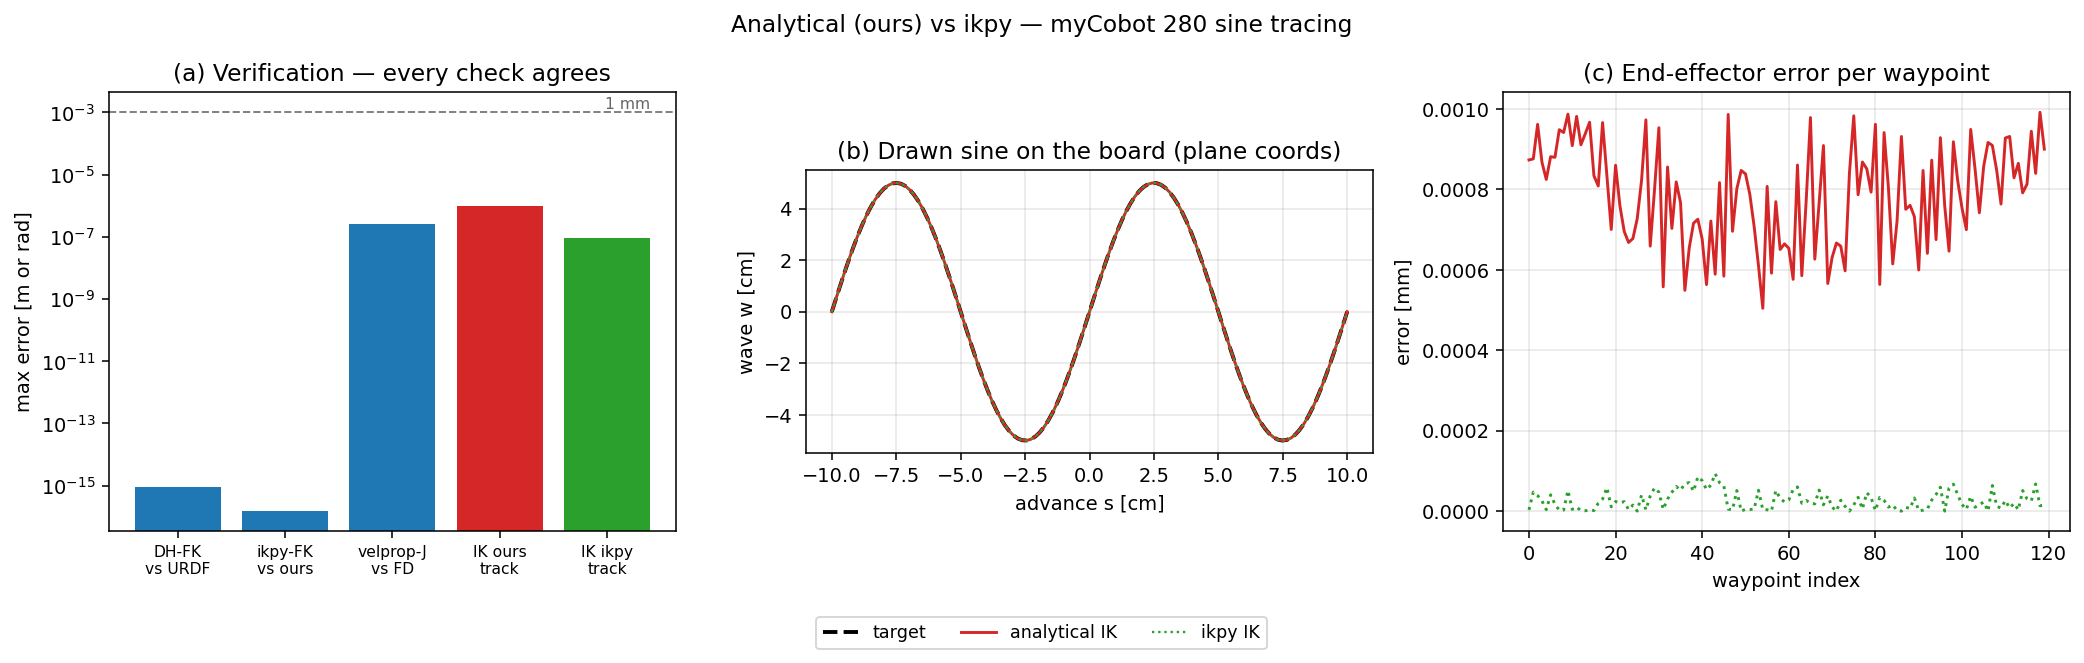 Analytical (ours) vs ikpy — myCobot 280 sine tracing
(a) Verification — every check agrees
max error [m or rad]
10⁻³
10⁻⁵
10⁻⁷
10⁻⁹
10⁻¹¹
10⁻¹³
10⁻¹⁵
1 mm
DH-FK
vs URDF
ikpy-FK
vs ours
velprop-J
vs FD
IK ours
track
IK ikpy
track
(b) Drawn sine on the board (plane coords)
wave w [cm]
4
2
0
−2
−4
−10.0 −7.5 −5.0 −2.5 0.0 2.5 5.0 7.5 10.0
advance s [cm]
(c) End-effector error per waypoint
error [mm]
0.0010
0.0008
0.0006
0.0004
0.0002
0.0000
0 20 40 60 80 100 120
waypoint index
target analytical IK ikpy IK